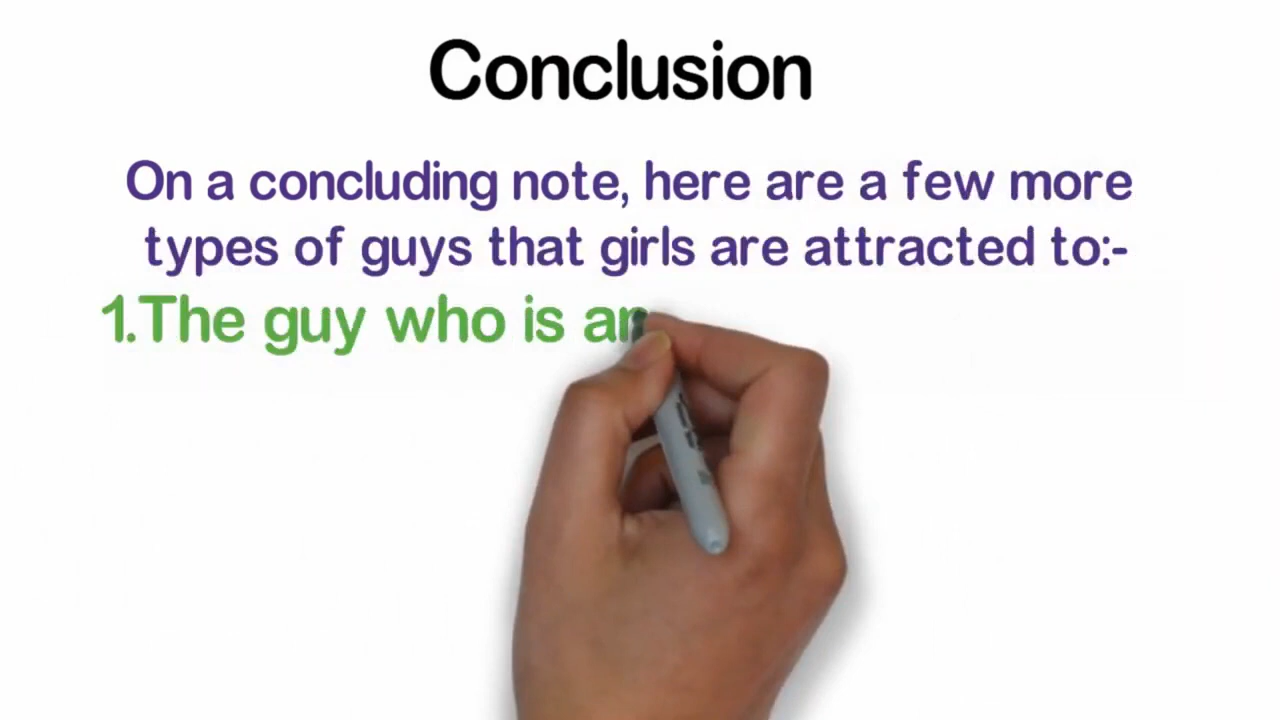 Conclusion
On a concluding note, here are a few more
types of guys that girls are attracted to:-
1.The guy who is an